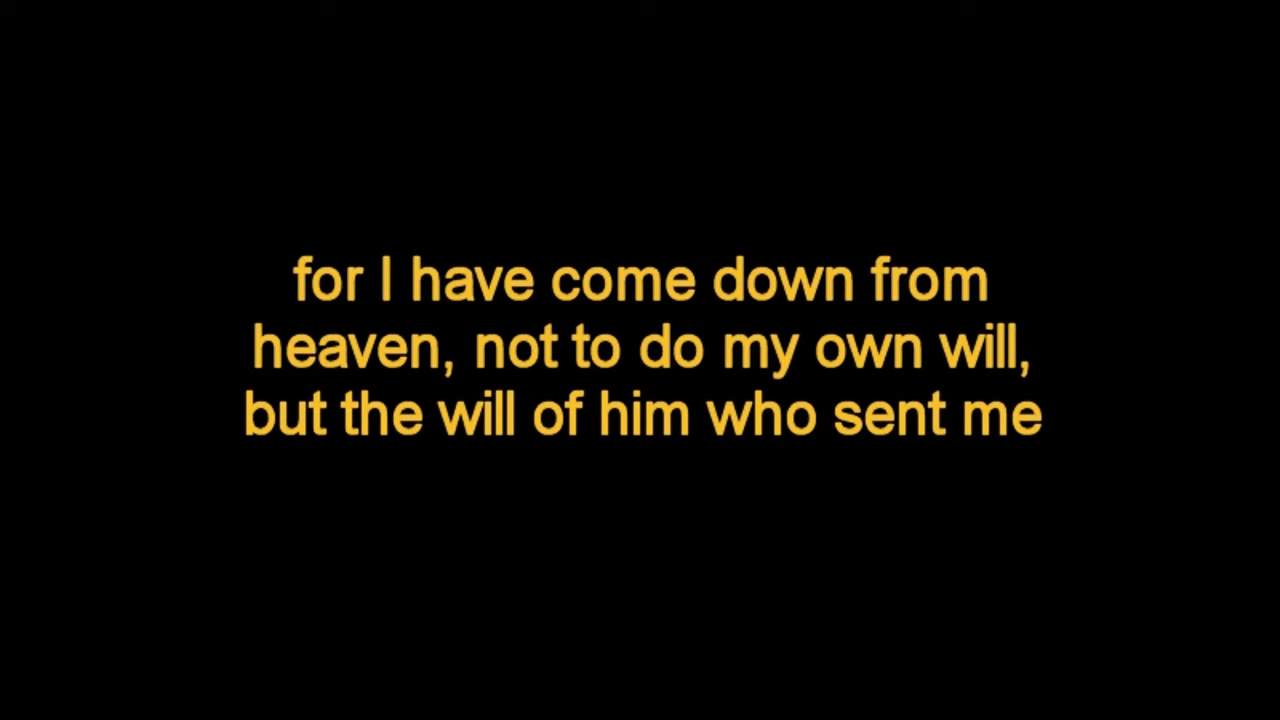 for I have come down from
heaven, not to do my own will,
but the will of him who sent me